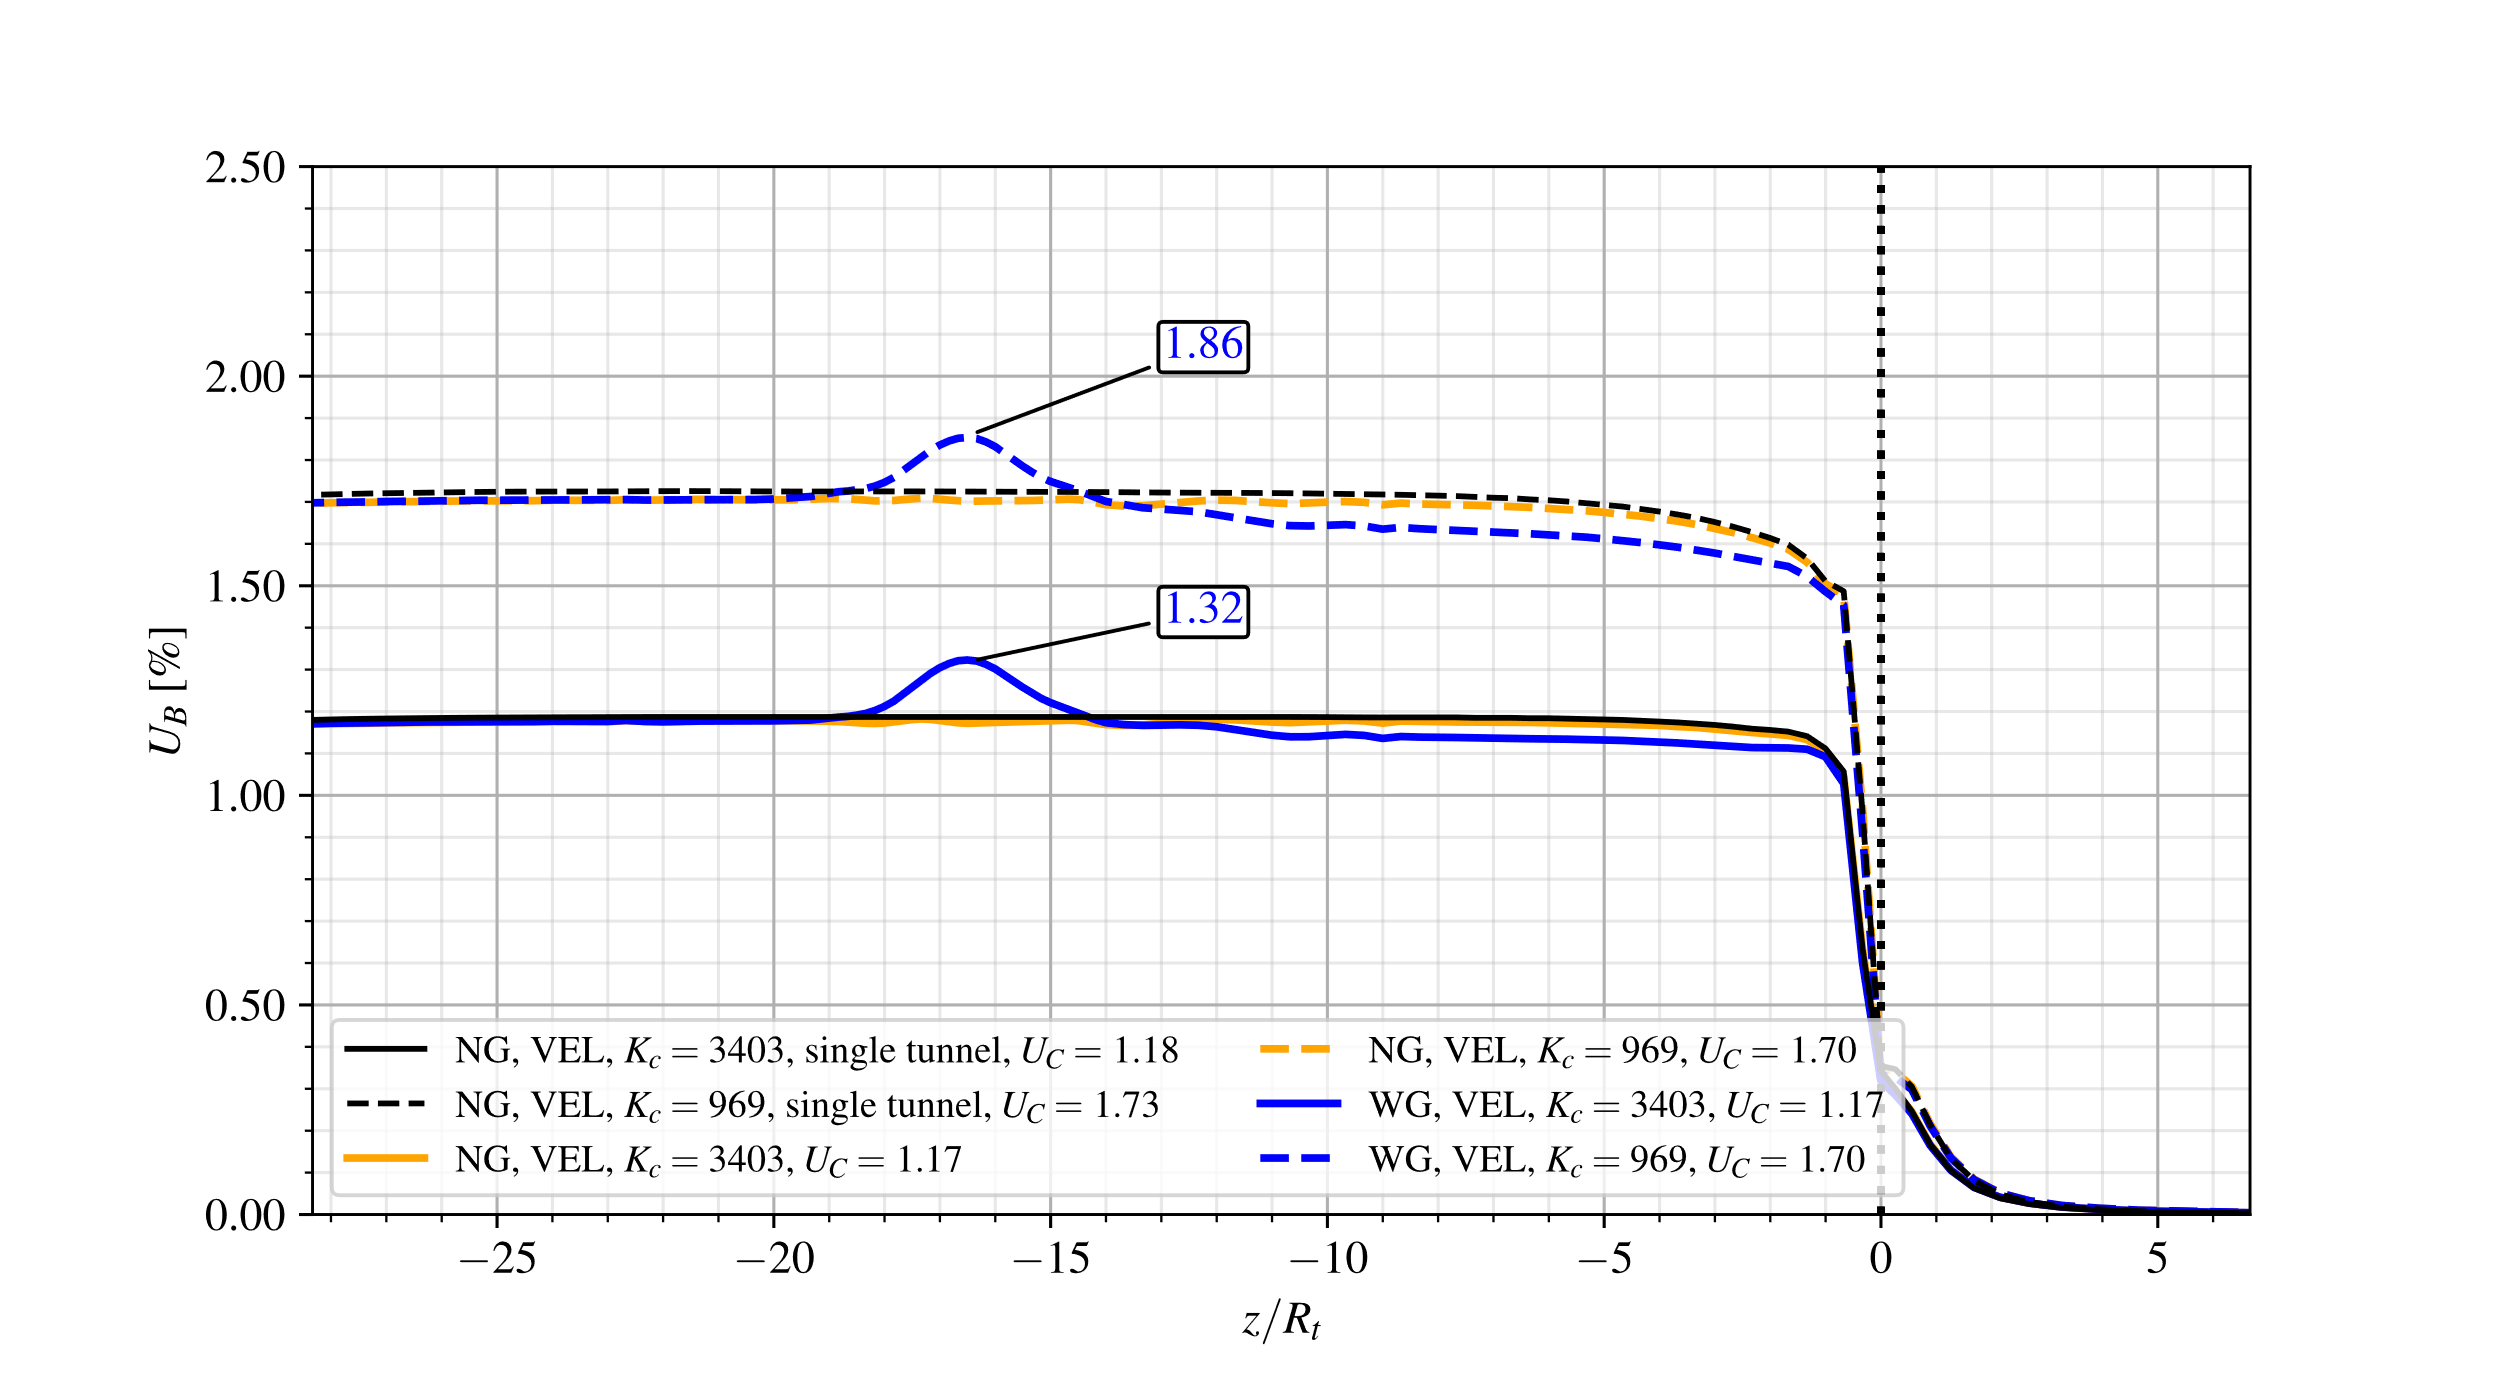 2.50
2.00
1.50
1.00
0.50
0.00
U_B [%]
1.86
1.32
NG, VEL, K_c = 3403, single tunnel, U_C = 1.18
NG, VEL, K_c = 969, single tunnel, U_C = 1.73
NG, VEL, K_c = 3403, U_C = 1.17
NG, VEL, K_c = 969, U_C = 1.70
WG, VEL, K_c = 3403, U_C = 1.17
WG, VEL, K_c = 969, U_C = 1.70
−25 −20 −15 −10 −5 0 5
z/R_t